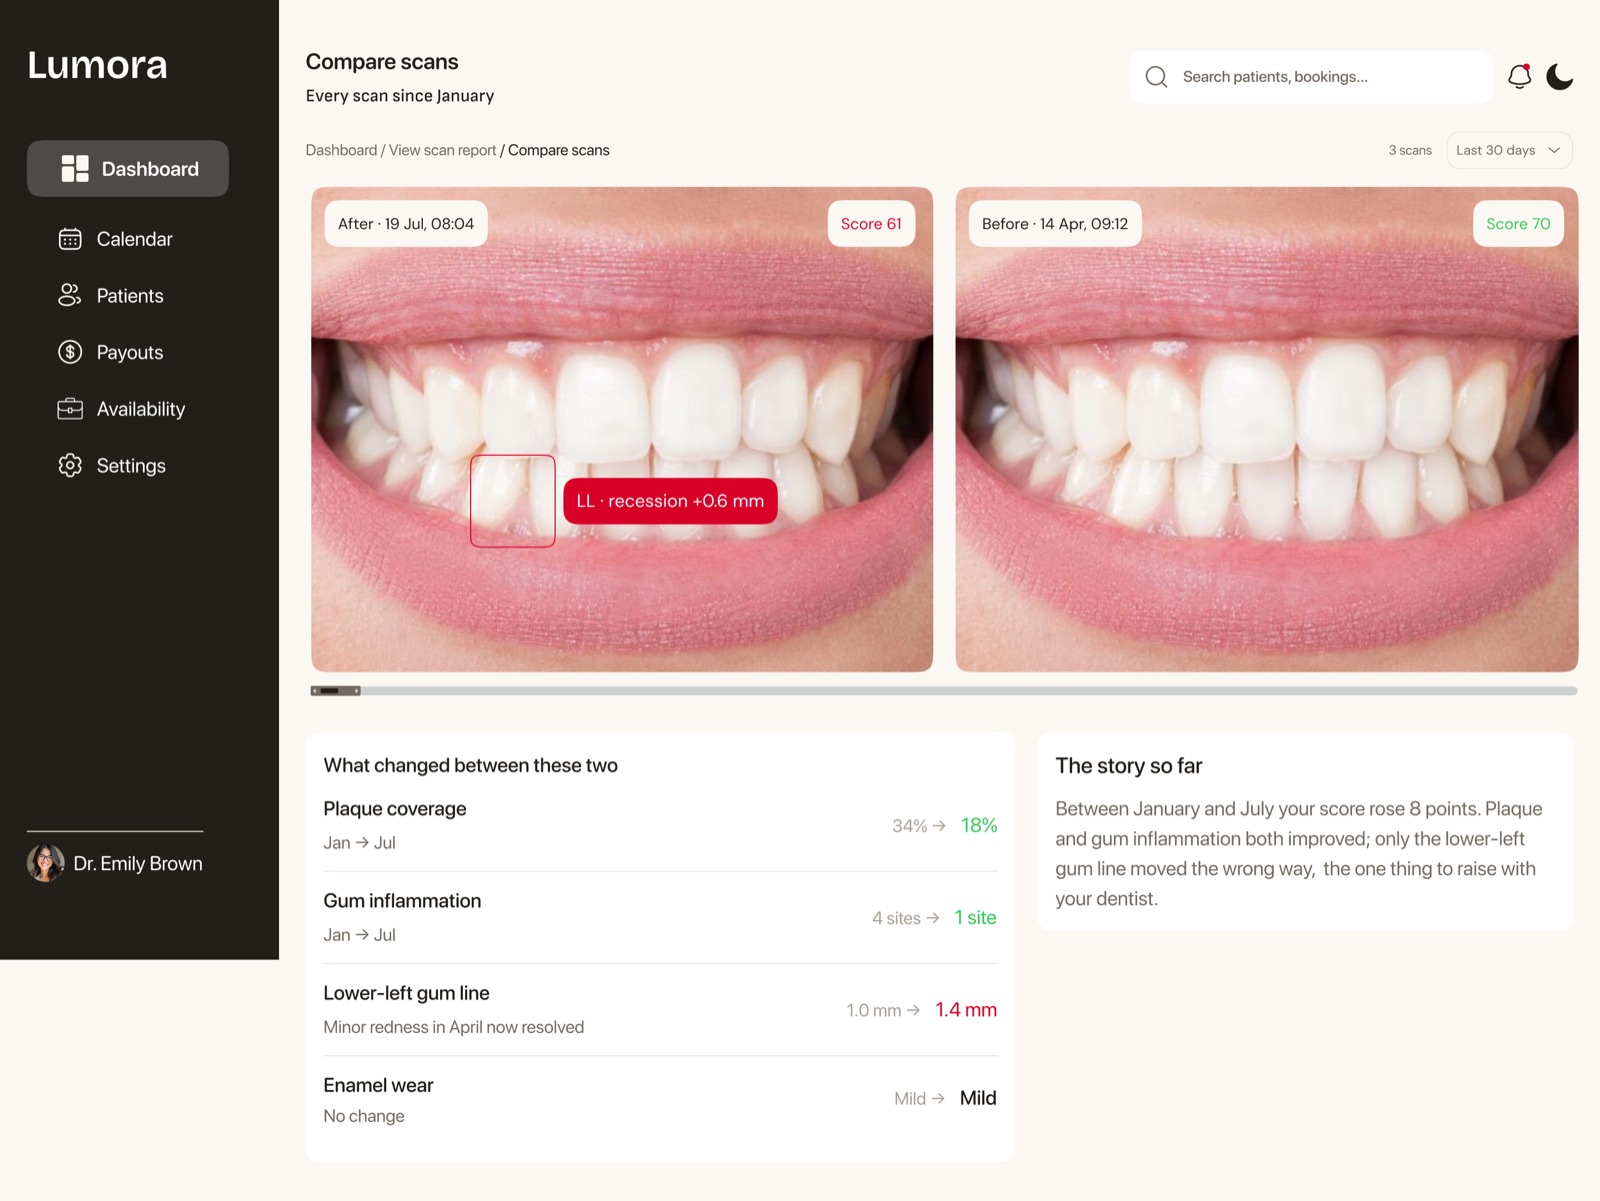 Lumora
Dashboard
Calendar
Patients
Payouts
Availability
Settings
Dr. Emily Brown
Compare scans
Every scan since January
Search patients, bookings...
Dashboard / View scan report / Compare scans
3 scans
Last 30 days
After · 19 Jul, 08:04
Score 61
LL · recession +0.6 mm
Before · 14 Apr, 09:12
Score 70
What changed between these two
Plaque coverage
Jan → Jul
34% → 18%
Gum inflammation
Jan → Jul
4 sites → 1 site
Lower-left gum line
Minor redness in April now resolved
1.0 mm → 1.4 mm
Enamel wear
No change
Mild → Mild
The story so far
Between January and July your score rose 8 points. Plaque
and gum inflammation both improved; only the lower-left
gum line moved the wrong way, the one thing to raise with
your dentist.